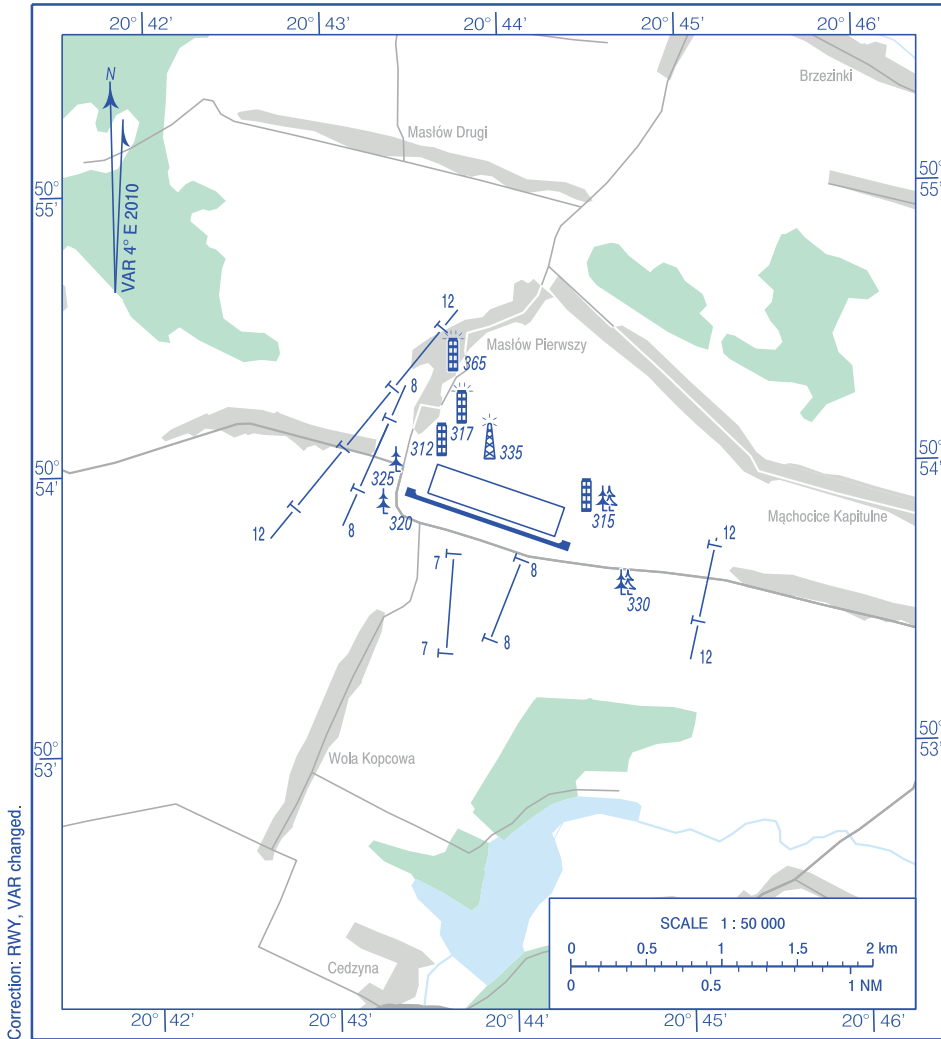 20° 42' 20° 43' 20° 44' 20° 45' 20° 46'
N
Brzezinki
Masłów Drugi
50°
55'
50°
55'
VAR 4° E 2010
12
Masłów Pierwszy
365
8
317
312
335
325
50°
54'
50°
54'
320
315
Mąchocice Kapitulne
12
8
12
7
8
330
7
8
12
50°
53'
50°
53'
Wola Kopcowa
Correction: RWY, VAR changed.
Cedzyna
SCALE 1 : 50 000
0 0.5 1 1.5 2 km
0 0.5 1 NM
20° 42' 20° 43' 20° 44' 20° 45' 20° 46'